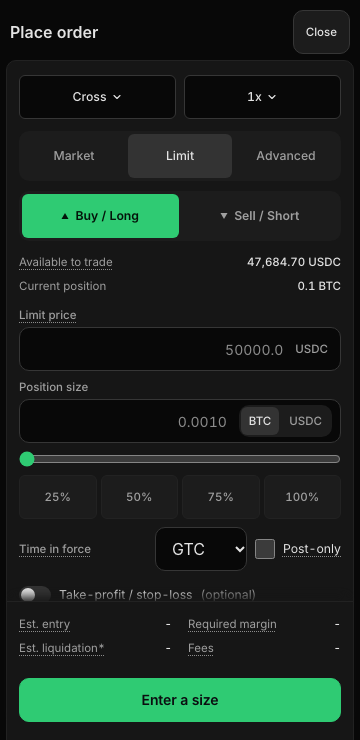 Place order
Close
Cross
1x
Market
Limit
Advanced
Buy / Long
Sell / Short
Available to trade
47,684.70 USDC
Current position
0.1 BTC
Limit price
50000.0 USDC
Position size
0.0010 BTC USDC
25%
50%
75%
100%
Time in force
GTC
Post-only
Take-profit / stop-loss (optional)
Est. entry -
Required margin -
Est. liquidation* -
Fees -
Enter a size